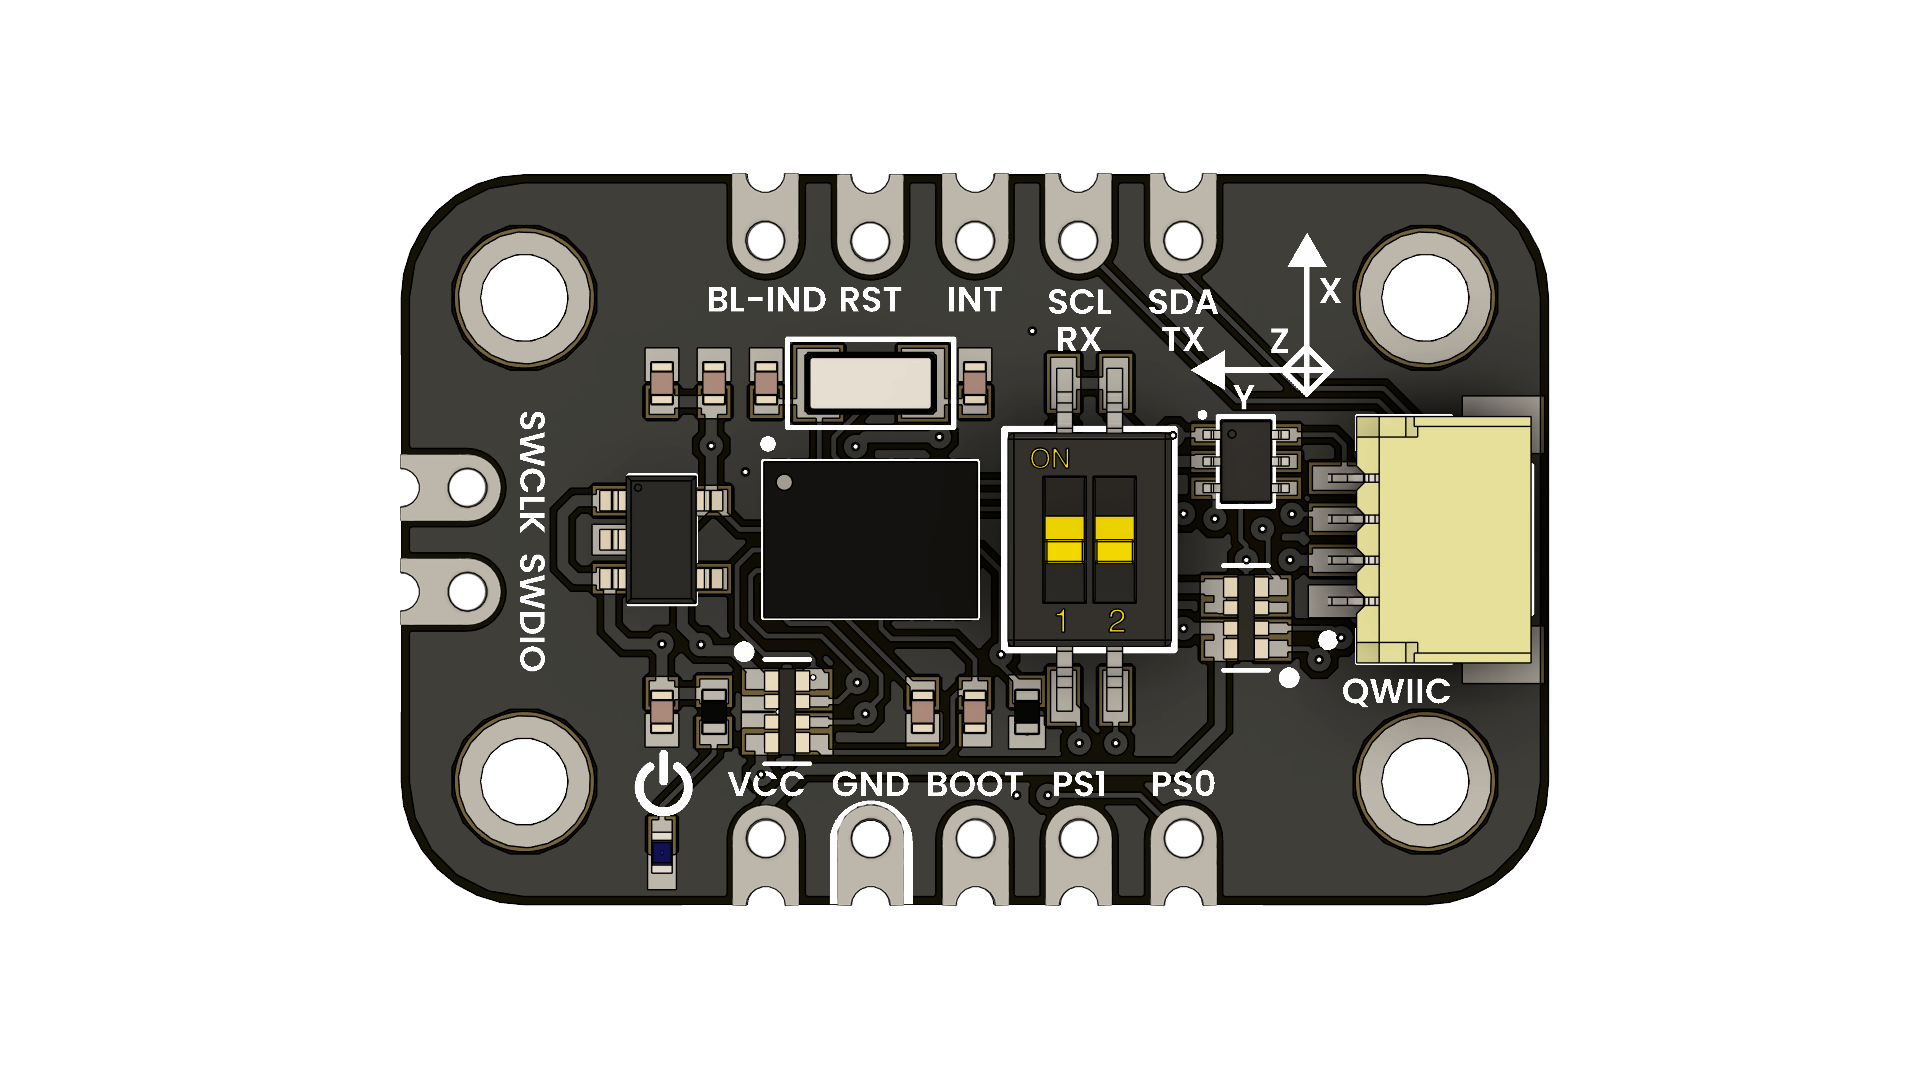 BL-IND RST INT SCL SDA
RX TX
X
Z
Y
SWCLK SWDIO
ON
1 2
QWIIC
VCC GND BOOT PS1 PS0